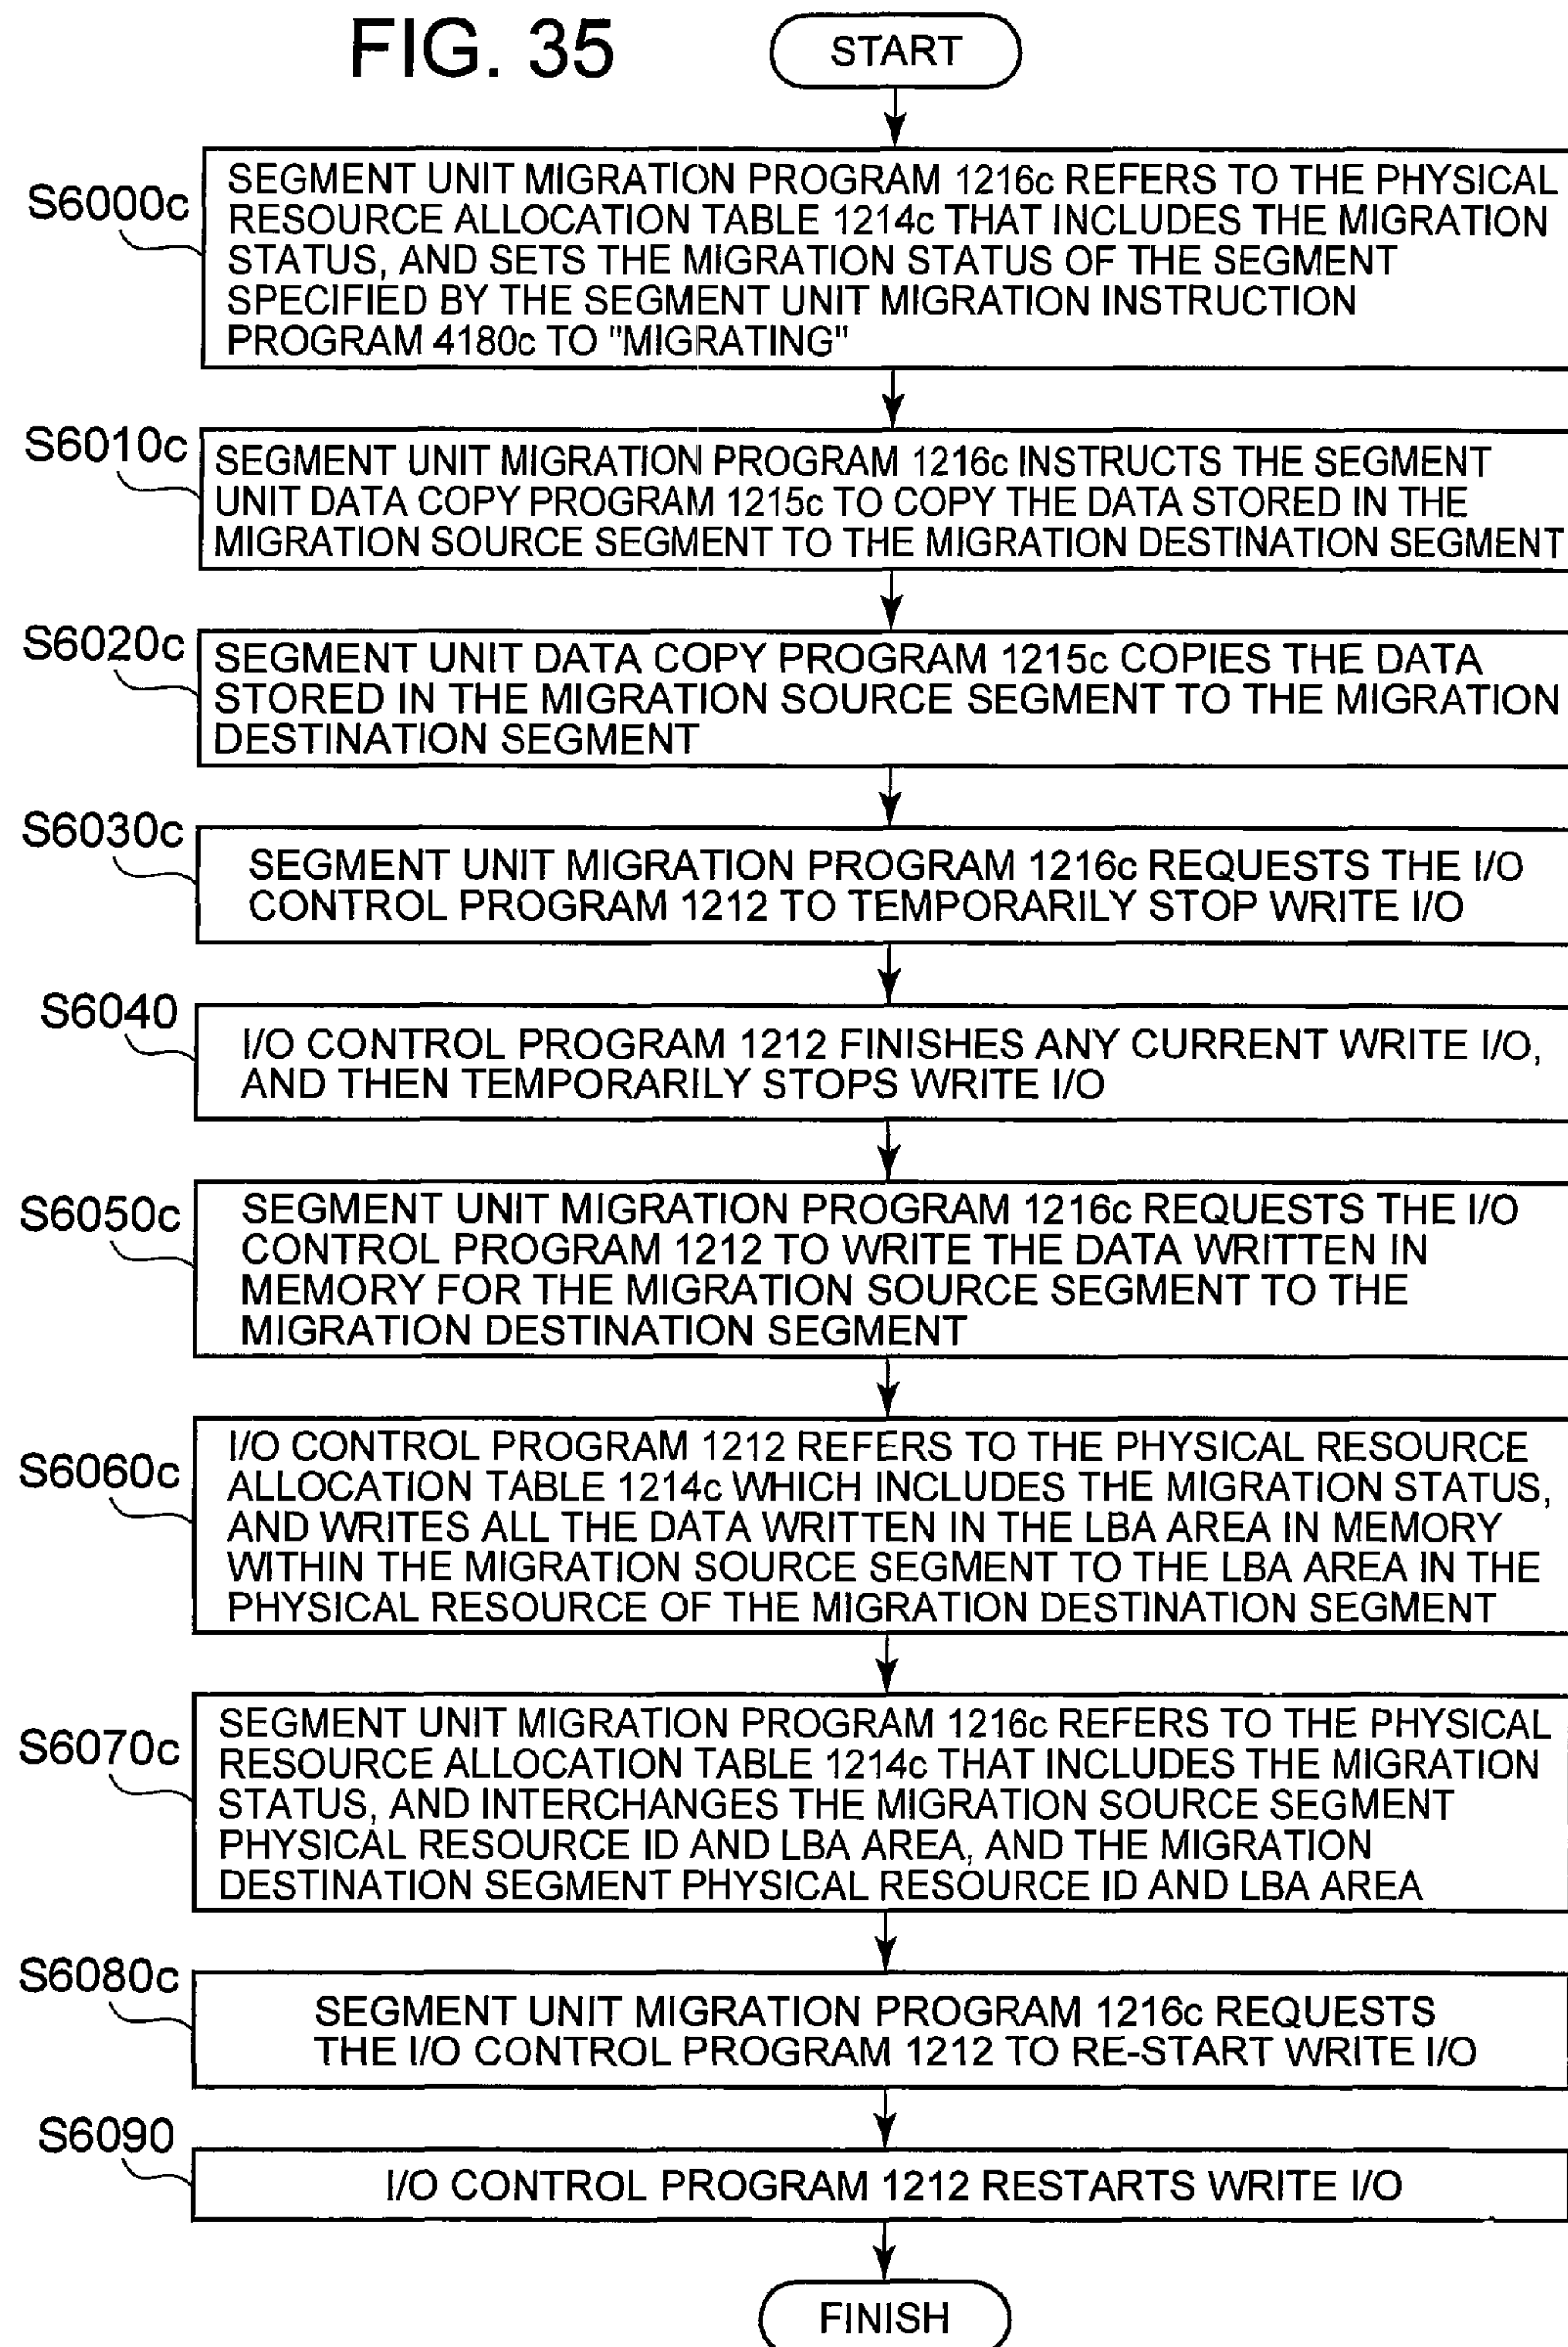 FIG. 35
START
S6000c
SEGMENT UNIT MIGRATION PROGRAM 1216c REFERS TO THE PHYSICAL
RESOURCE ALLOCATION TABLE 1214c THAT INCLUDES THE MIGRATION
STATUS, AND SETS THE MIGRATION STATUS OF THE SEGMENT
SPECIFIED BY THE SEGMENT UNIT MIGRATION INSTRUCTION
PROGRAM 4180c TO "MIGRATING"
S6010c
SEGMENT UNIT MIGRATION PROGRAM 1216c INSTRUCTS THE SEGMENT
UNIT DATA COPY PROGRAM 1215c TO COPY THE DATA STORED IN THE
MIGRATION SOURCE SEGMENT TO THE MIGRATION DESTINATION SEGMENT
S6020c
SEGMENT UNIT DATA COPY PROGRAM 1215c COPIES THE DATA
STORED IN THE MIGRATION SOURCE SEGMENT TO THE MIGRATION
DESTINATION SEGMENT
S6030c
SEGMENT UNIT MIGRATION PROGRAM 1216c REQUESTS THE I/O
CONTROL PROGRAM 1212 TO TEMPORARILY STOP WRITE I/O
S6040
I/O CONTROL PROGRAM 1212 FINISHES ANY CURRENT WRITE I/O,
AND THEN TEMPORARILY STOPS WRITE I/O
S6050c
SEGMENT UNIT MIGRATION PROGRAM 1216c REQUESTS THE I/O
CONTROL PROGRAM 1212 TO WRITE THE DATA WRITTEN IN
MEMORY FOR THE MIGRATION SOURCE SEGMENT TO THE
MIGRATION DESTINATION SEGMENT
S6060c
I/O CONTROL PROGRAM 1212 REFERS TO THE PHYSICAL RESOURCE
ALLOCATION TABLE 1214c WHICH INCLUDES THE MIGRATION STATUS,
AND WRITES ALL THE DATA WRITTEN IN THE LBA AREA IN MEMORY
WITHIN THE MIGRATION SOURCE SEGMENT TO THE LBA AREA IN THE
PHYSICAL RESOURCE OF THE MIGRATION DESTINATION SEGMENT
S6070c
SEGMENT UNIT MIGRATION PROGRAM 1216c REFERS TO THE PHYSICAL
RESOURCE ALLOCATION TABLE 1214c THAT INCLUDES THE MIGRATION
STATUS, AND INTERCHANGES THE MIGRATION SOURCE SEGMENT
PHYSICAL RESOURCE ID AND LBA AREA, AND THE MIGRATION
DESTINATION SEGMENT PHYSICAL RESOURCE ID AND LBA AREA
S6080c
SEGMENT UNIT MIGRATION PROGRAM 1216c REQUESTS
THE I/O CONTROL PROGRAM 1212 TO RE-START WRITE I/O
S6090
I/O CONTROL PROGRAM 1212 RESTARTS WRITE I/O
FINISH